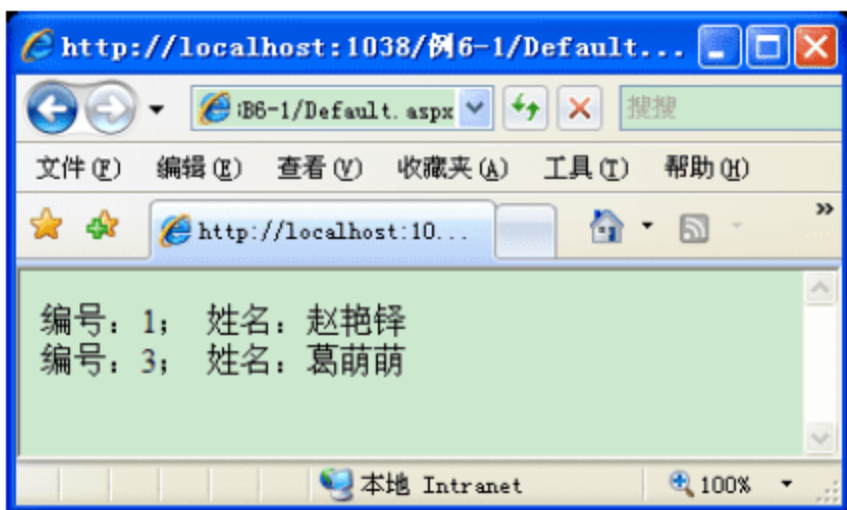 http://localhost:1038/例6-1/Default...
:B6-1/Default.aspx
搜搜
文件(F) 编辑(E) 查看(V) 收藏夹(A) 工具(T) 帮助(H)
http://localhost:10...
»
编号：1； 姓名：赵艳铎
编号：3； 姓名：葛萌萌
本地 Intranet
100%